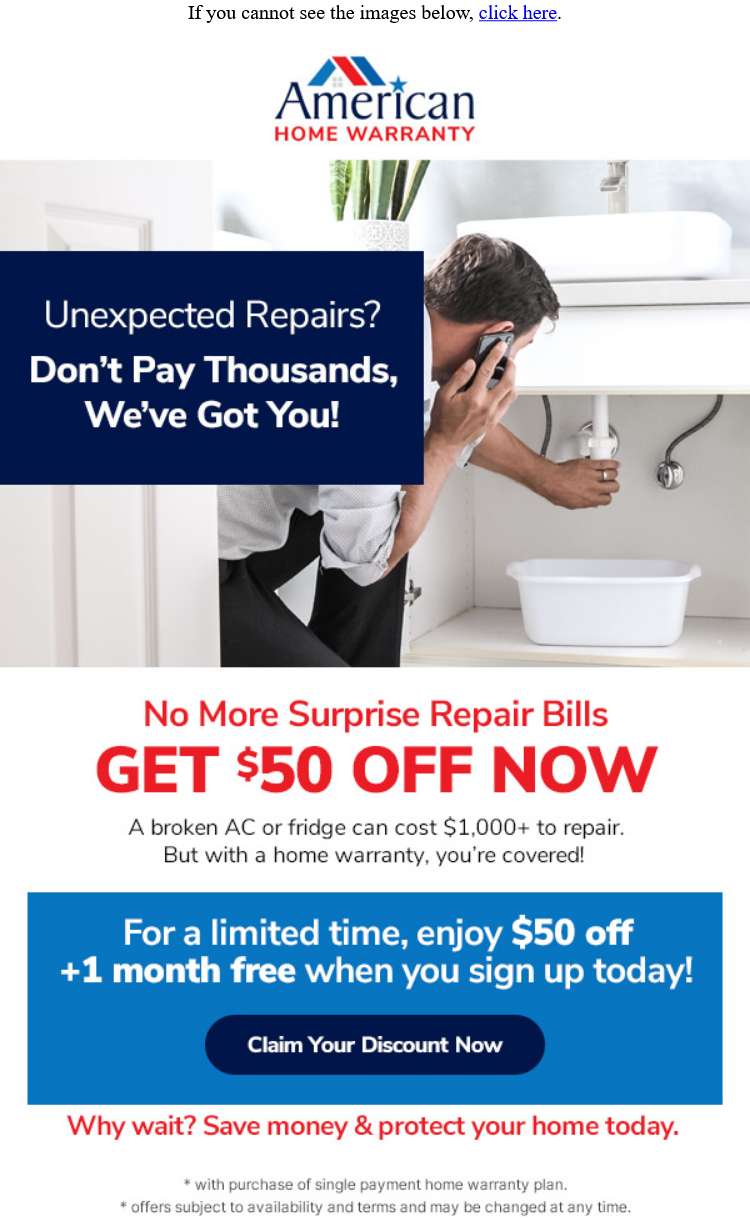 If you cannot see the images below, click here.
American
HOME WARRANTY
Unexpected Repairs?
Don't Pay Thousands,
We've Got You!
No More Surprise Repair Bills
GET $50 OFF NOW
A broken AC or fridge can cost $1,000+ to repair.
But with a home warranty, you're covered!
For a limited time, enjoy $50 off
+1 month free when you sign up today!
Claim Your Discount Now
Why wait? Save money & protect your home today.
* with purchase of single payment home warranty plan.
* offers subject to availability and terms and may be changed at any time.